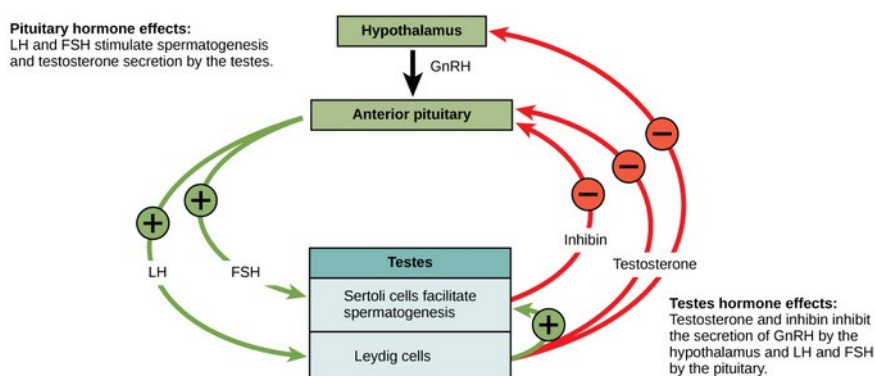 Pituitary hormone effects:
LH and FSH stimulate spermatogenesis
and testosterone secretion by the testes.
Hypothalamus
GnRH
Anterior pituitary
+
+
−
−
−
LH
FSH
Inhibin
Testosterone
Testes
Sertoli cells facilitate
spermatogenesis
+
Leydig cells
Testes hormone effects:
Testosterone and inhibin inhibit
the secretion of GnRH by the
hypothalamus and LH and FSH
by the pituitary.